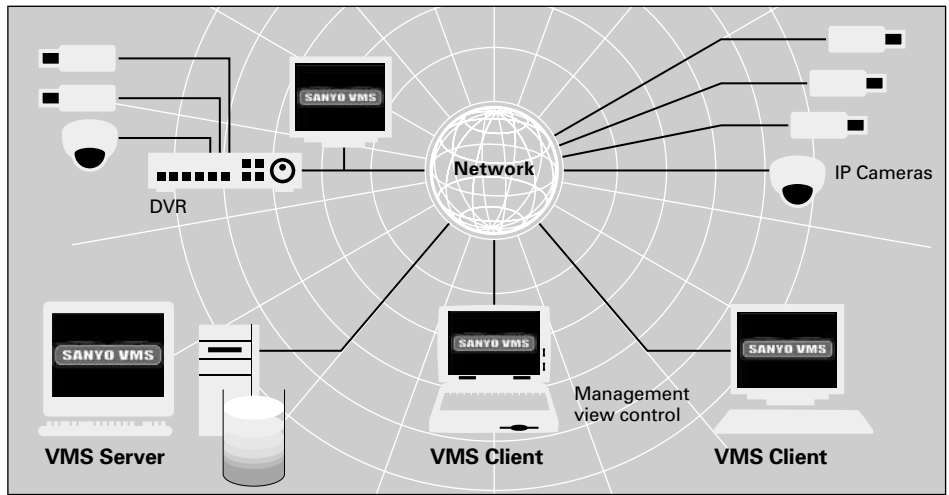 SANYO VMS
Network
IP Cameras
DVR
SANYO VMS
SANYO VMS
SANYO VMS
Management
view control
VMS Server
VMS Client
VMS Client